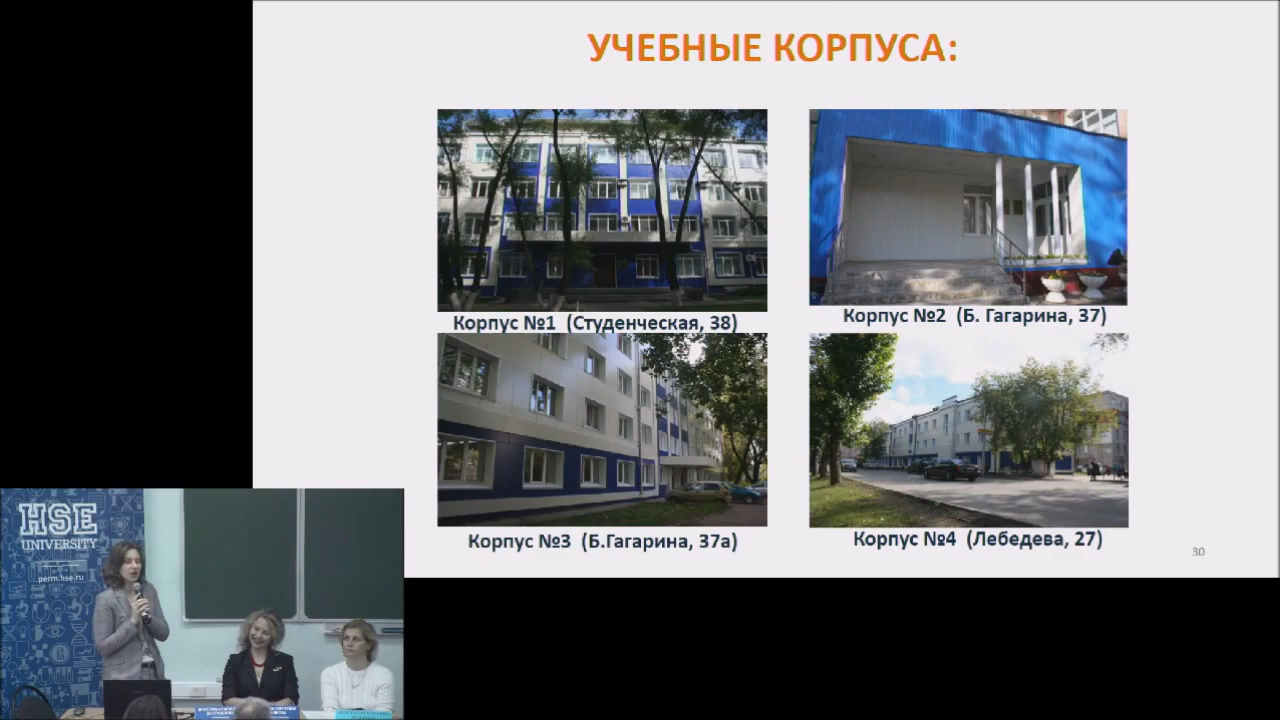 УЧЕБНЫЕ КОРПУСА:
Корпус №1 (Студенческая, 38)
Корпус №2 (Б. Гагарина, 37)
Корпус №3 (Б.Гагарина, 37а)
Корпус №4 (Лебедева, 27)
30
HSE
UNIVERSITY
perm.hse.ru